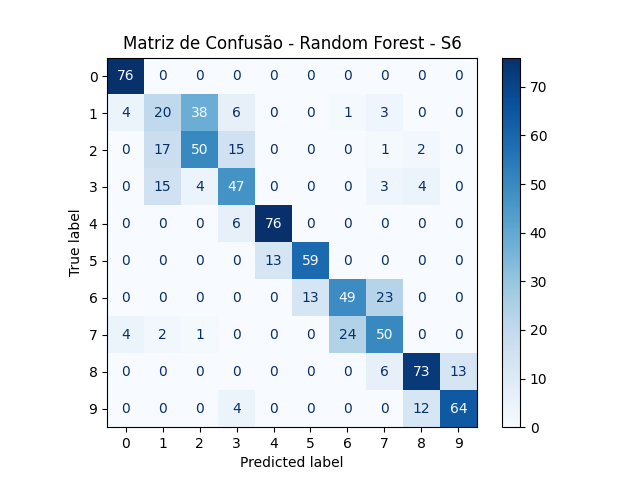 Matriz de Confusão - Random Forest - S6
0 76 0 0 0 0 0 0 0 0 0
1 4 20 38 6 0 0 1 3 0 0
2 0 17 50 15 0 0 0 1 2 0
3 0 15 4 47 0 0 0 3 4 0
4 0 0 0 6 76 0 0 0 0 0
5 0 0 0 0 13 59 0 0 0 0
6 0 0 0 0 0 13 49 23 0 0
7 4 2 1 0 0 0 24 50 0 0
8 0 0 0 0 0 0 0 6 73 13
9 0 0 0 4 0 0 0 0 12 64
0 1 2 3 4 5 6 7 8 9
Predicted label
True label
70
60
50
40
30
20
10
0